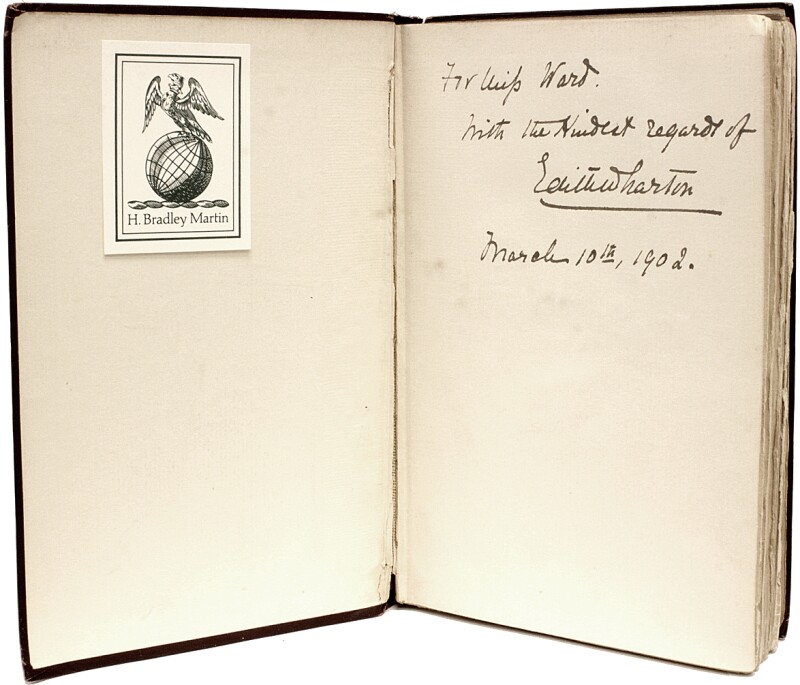 H. Bradley Martin
For Miss Ward.
With the Kindest regards of
Edith Wharton
March 10th, 1902.